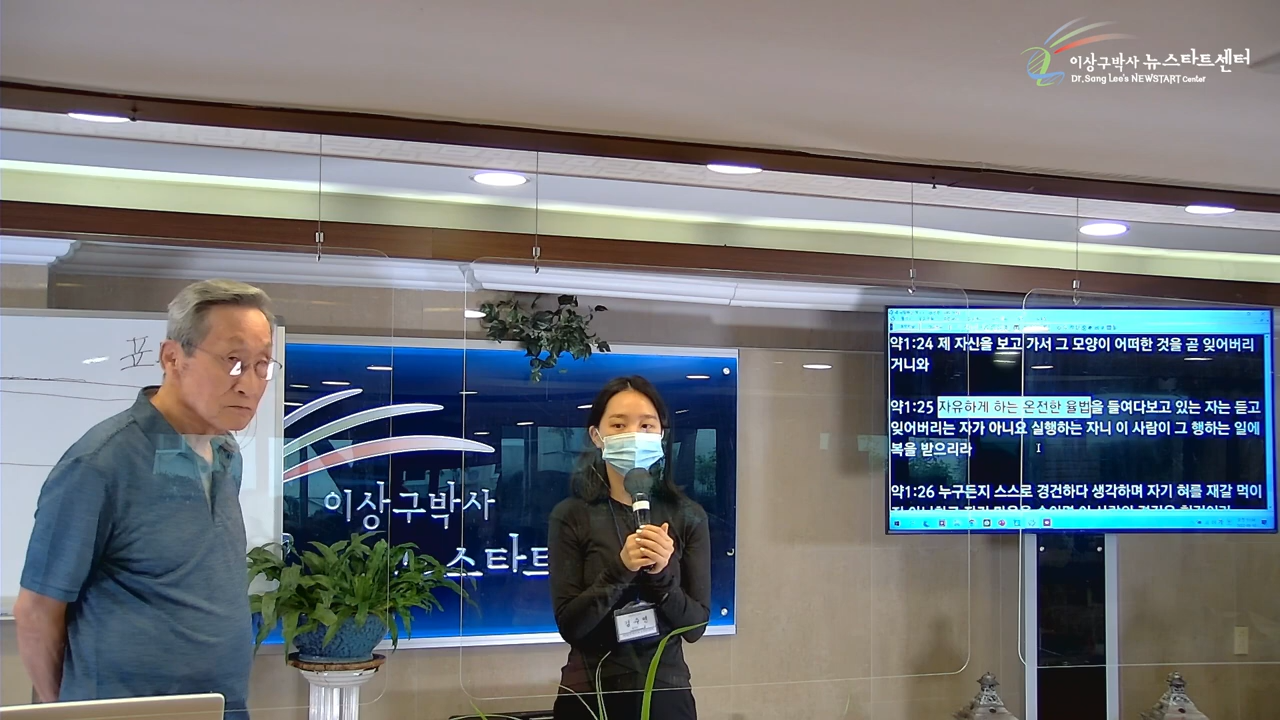 이상구박사 뉴스타트센터
Dr. Sang Lee's NEWSTART Center
표
이상구박사
스타트
약1:24 제 자신을 보고 가서 그 모양이 어떠한 것을 곧 잊어버리
거니와
약1:25 자유하게 하는 온전한 율법을 들여다보고 있는 자는 듣고
잊어버리는 자가 아니요 실행하는 자니 이 사람이 그 행하는 일에
복을 받으리라
약1:26 누구든지 스스로 경건하다 생각하며 자기 혀를 재갈 먹이